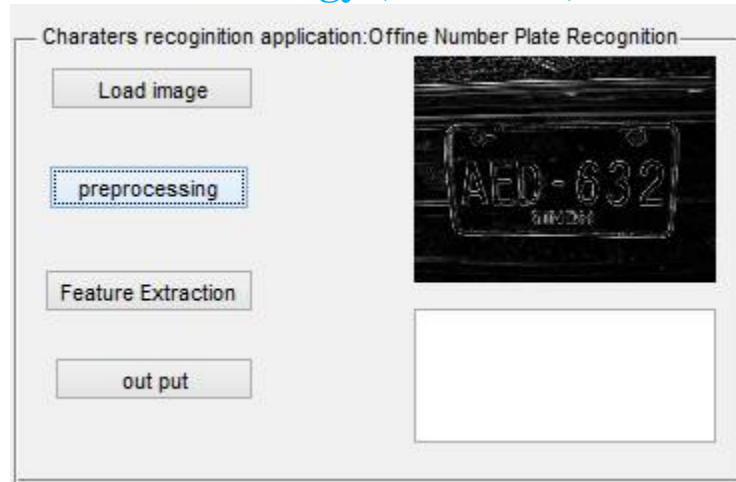 Charaters recoginition application:Offine Number Plate Recognition
Load image
AED-632
preprocessing
Feature Extraction
out put